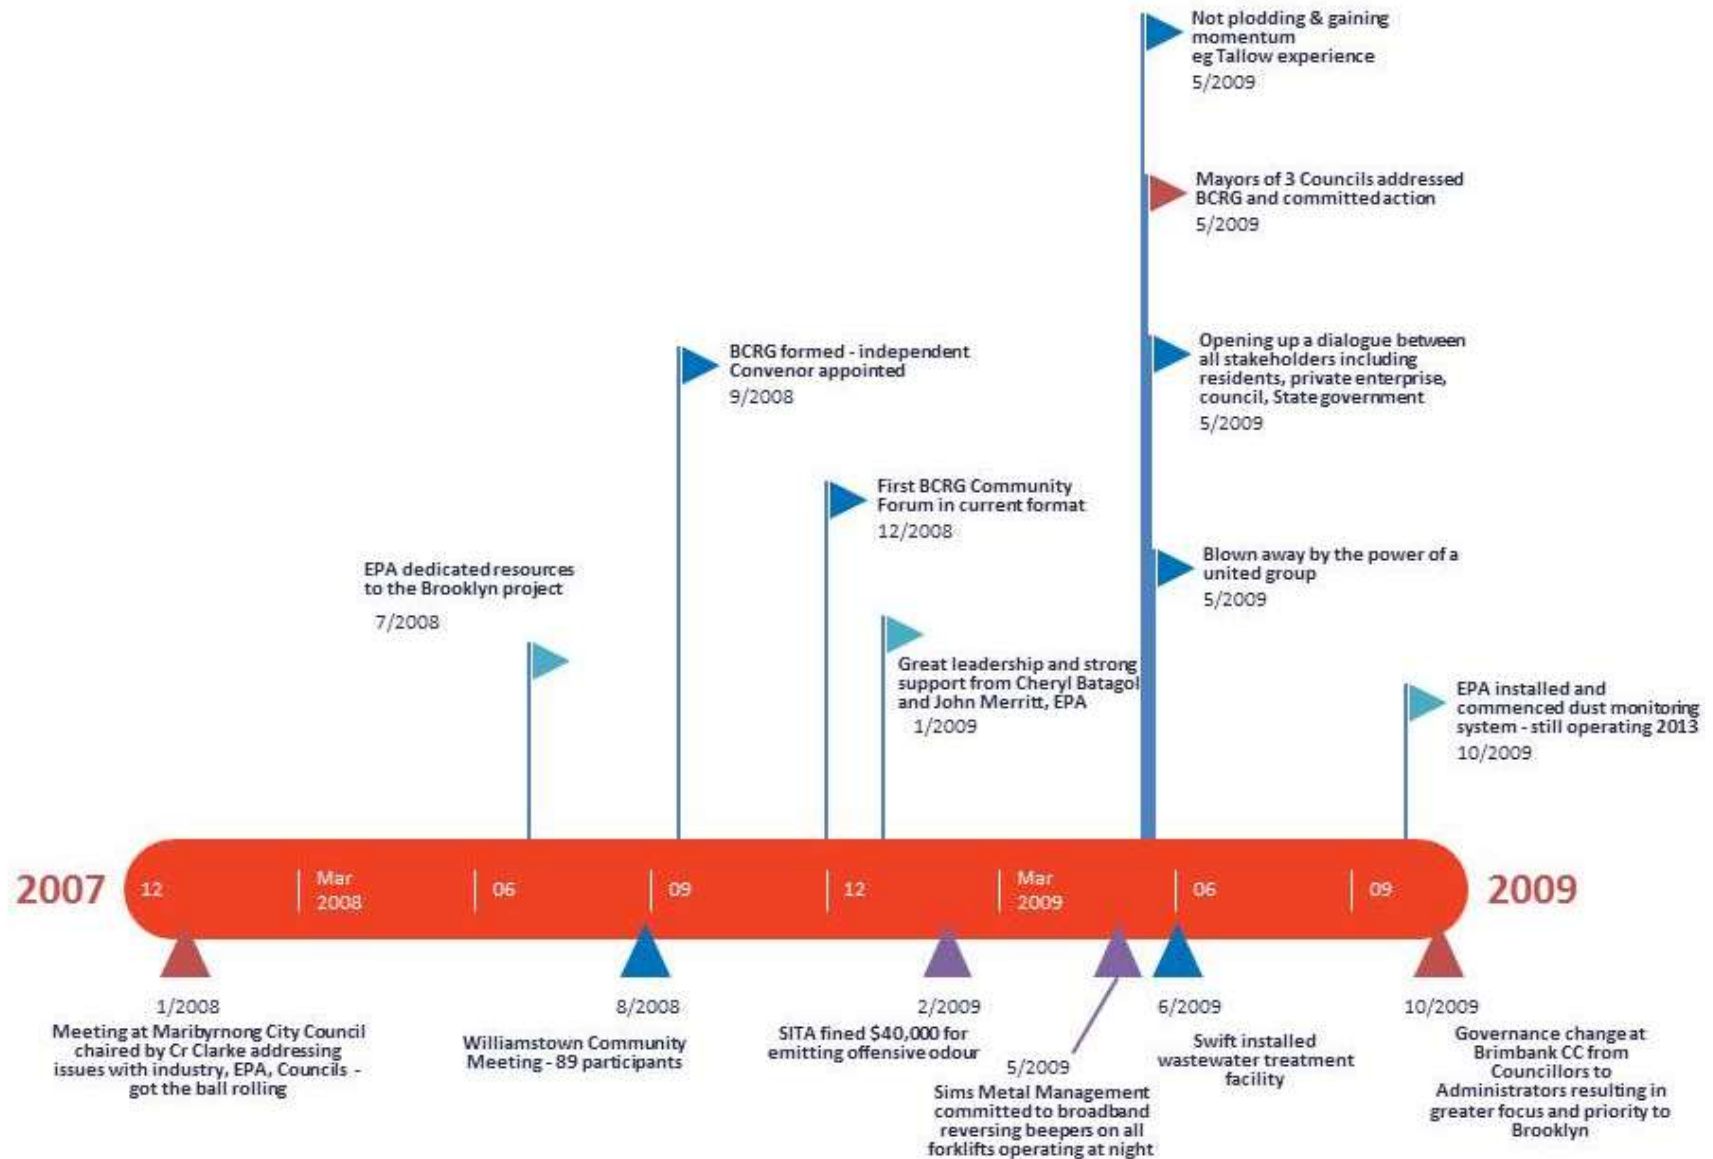 Not plodding & gaining
momentum
eg Tallow experience
5/2009
Mayors of 3 Councils addressed
BCRG and committed action
5/2009
Opening up a dialogue between
all stakeholders including
residents, private enterprise,
council, State government
5/2009
BCRG formed - independent
Convenor appointed
9/2008
First BCRG Community
Forum in current format
12/2008
Blown away by the power of a
united group
5/2009
EPA dedicated resources
to the Brooklyn project
7/2008
Great leadership and strong
support from Cheryl Batagol
and John Merritt, EPA
1/2009
EPA installed and
commenced dust monitoring
system - still operating 2013
10/2009
2007
12
Mar
2008
06
09
12
Mar
2009
06
09
2009
1/2008
Meeting at Maribyrnong City Council
chaired by Cr Clarke addressing
issues with industry, EPA, Councils -
got the ball rolling
8/2008
Williamstown Community
Meeting - 89 participants
2/2009
SITA fined $40,000 for
emitting offensive odour
5/2009
Sims Metal Management
committed to broadband
reversing beepers on all
forklifts operating at night
6/2009
Swift installed
wastewater treatment
facility
10/2009
Governance change at
Brimbank CC from
Councillors to
Administrators resulting in
greater focus and priority to
Brooklyn